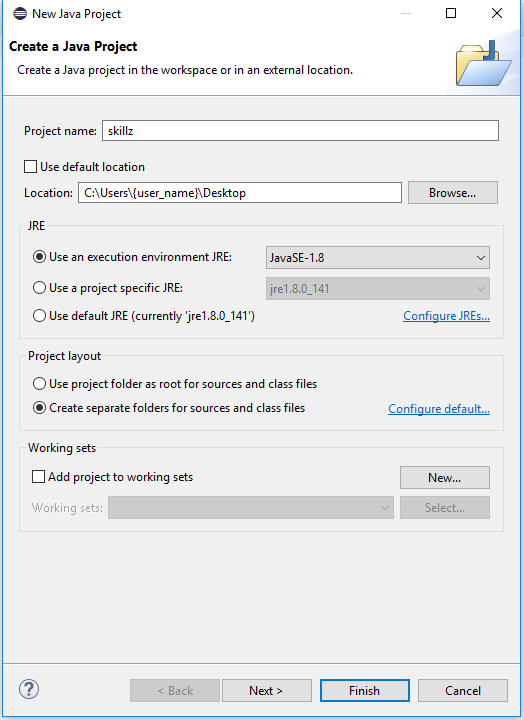 New Java Project
Create a Java Project
Create a Java project in the workspace or in an external location.
Project name: skillz
Use default location
Location: C:\Users\{user_name}\Desktop Browse...
JRE
Use an execution environment JRE: JavaSE-1.8
Use a project specific JRE: jre1.8.0_141
Use default JRE (currently 'jre1.8.0_141') Configure JREs...
Project layout
Use project folder as root for sources and class files
Create separate folders for sources and class files Configure default...
Working sets
Add project to working sets New...
Working sets: Select...
? < Back Next > Finish Cancel